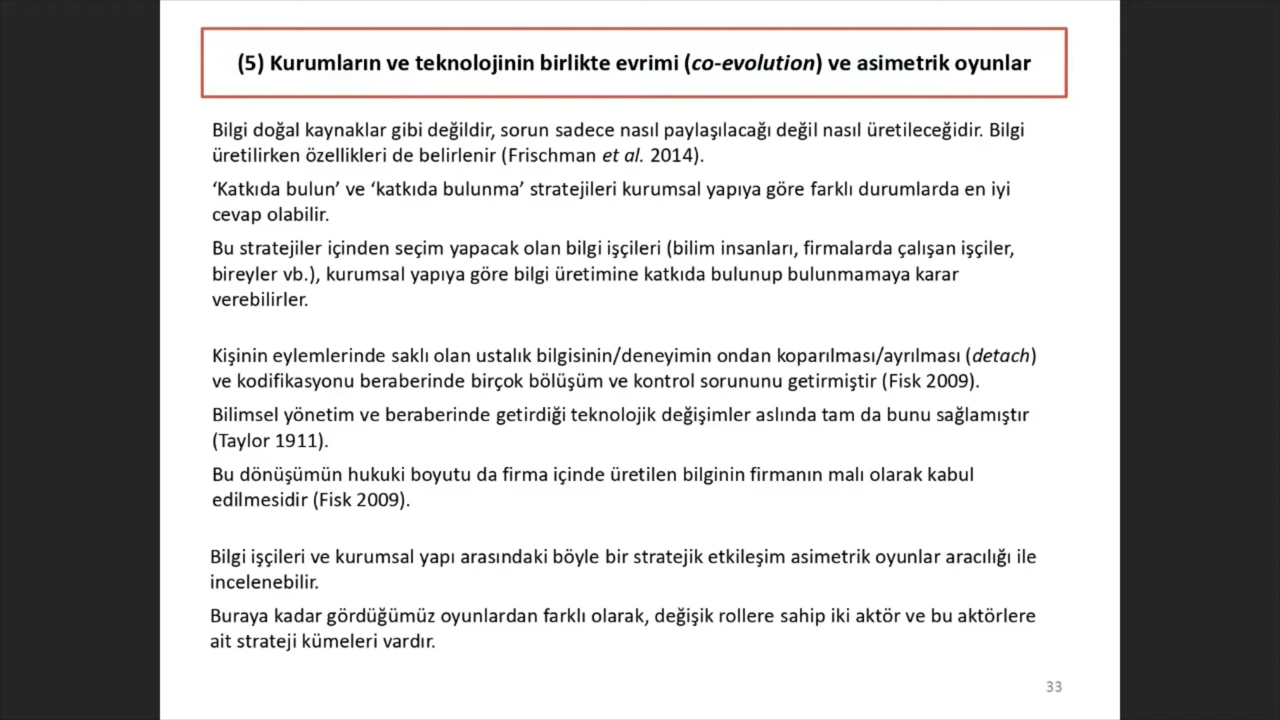 (5) Kurumların ve teknolojinin birlikte evrimi (co-evolution) ve asimetrik oyunlar
Bilgi doğal kaynaklar gibi değildir, sorun sadece nasıl paylaşılacağı değil nasıl üretileceğidir. Bilgi
üretilirken özellikleri de belirlenir (Frischman et al. 2014).
‘Katkıda bulun’ ve ‘katkıda bulunma’ stratejileri kurumsal yapıya göre farklı durumlarda en iyi
cevap olabilir.
Bu stratejiler içinden seçim yapacak olan bilgi işçileri (bilim insanları, firmalarda çalışan işçiler,
bireyler vb.), kurumsal yapıya göre bilgi üretimine katkıda bulunup bulunmamaya karar
verebilirler.
Kişinin eylemlerinde saklı olan ustalık bilgisinin/deneyimin ondan koparılması/ayrılması (detach)
ve kodifikasyonu beraberinde birçok bölüşüm ve kontrol sorununu getirmiştir (Fisk 2009).
Bilimsel yönetim ve beraberinde getirdiği teknolojik değişimler aslında tam da bunu sağlamıştır
(Taylor 1911).
Bu dönüşümün hukuki boyutu da firma içinde üretilen bilginin firmanın malı olarak kabul
edilmesidir (Fisk 2009).
Bilgi işçileri ve kurumsal yapı arasındaki böyle bir stratejik etkileşim asimetrik oyunlar aracılığı ile
incelenebilir.
Buraya kadar gördüğümüz oyunlardan farklı olarak, değişik rollere sahip iki aktör ve bu aktörlere
ait strateji kümeleri vardır.
33